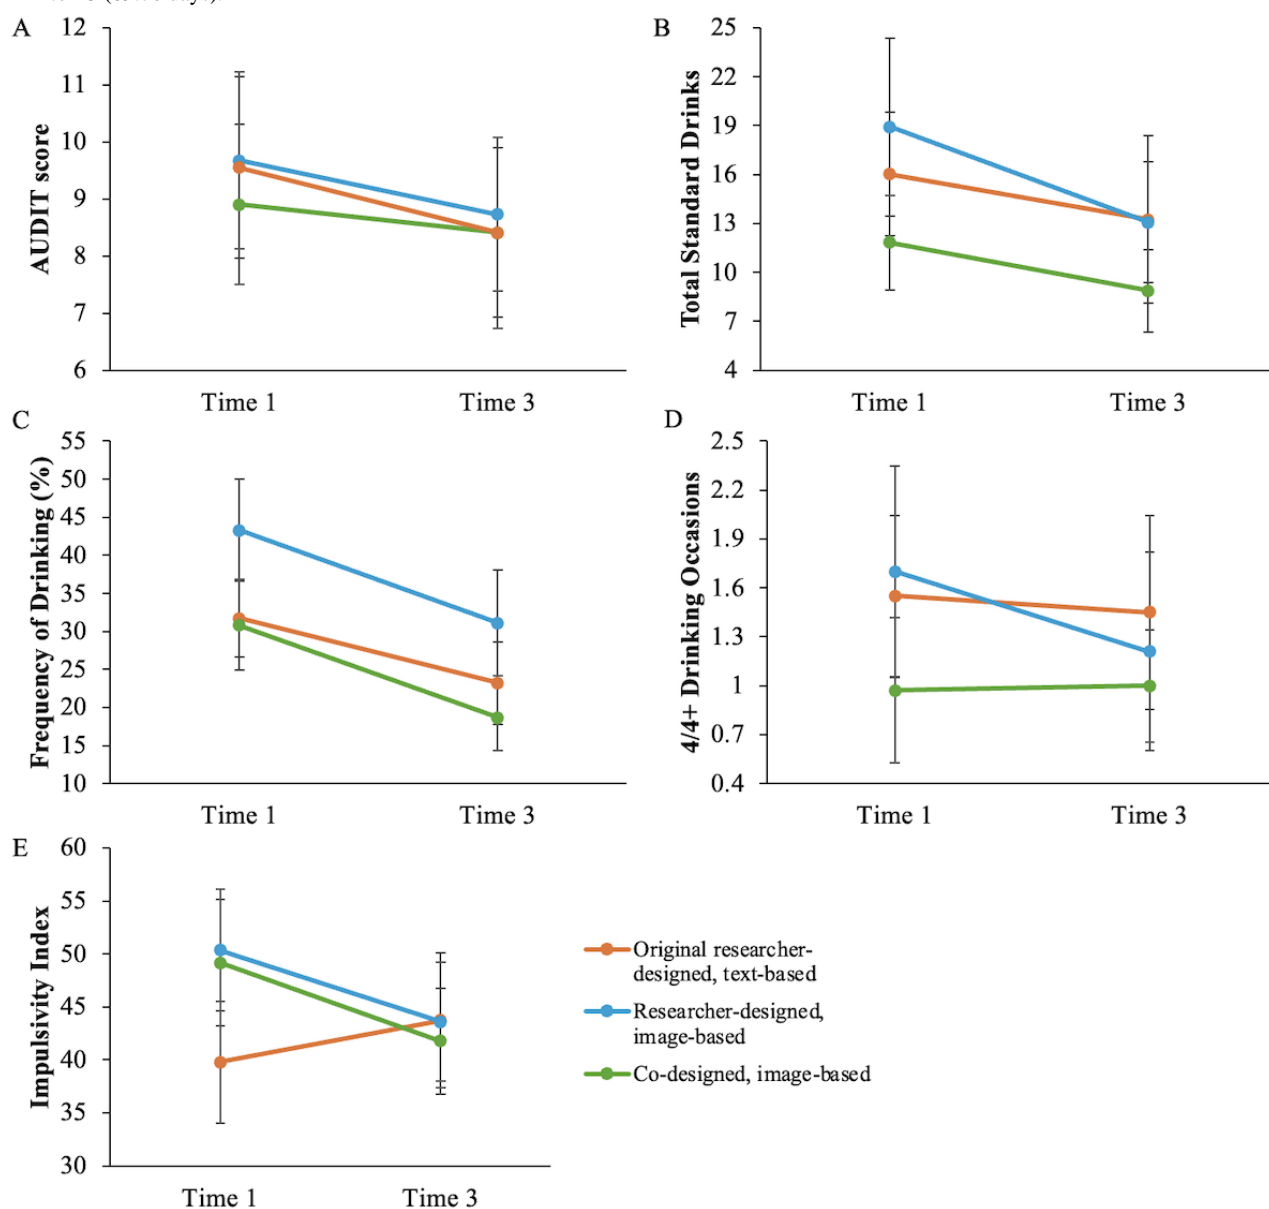 A
12
11
10
9
8
7
6
AUDIT score
Time 1
Time 3
B
25
22
19
16
13
10
7
4
Total Standard Drinks
Time 1
Time 3
C
55
50
45
40
35
30
25
20
15
10
Frequency of Drinking (%)
Time 1
Time 3
D
2.5
2.2
1.9
1.6
1.3
1
0.7
0.4
4/4+ Drinking Occasions
Time 1
Time 3
E
60
55
50
45
40
35
30
Impulsivity Index
Time 1
Time 3
Original researcher-
designed, text-based
Researcher-designed,
image-based
Co-designed, image-based